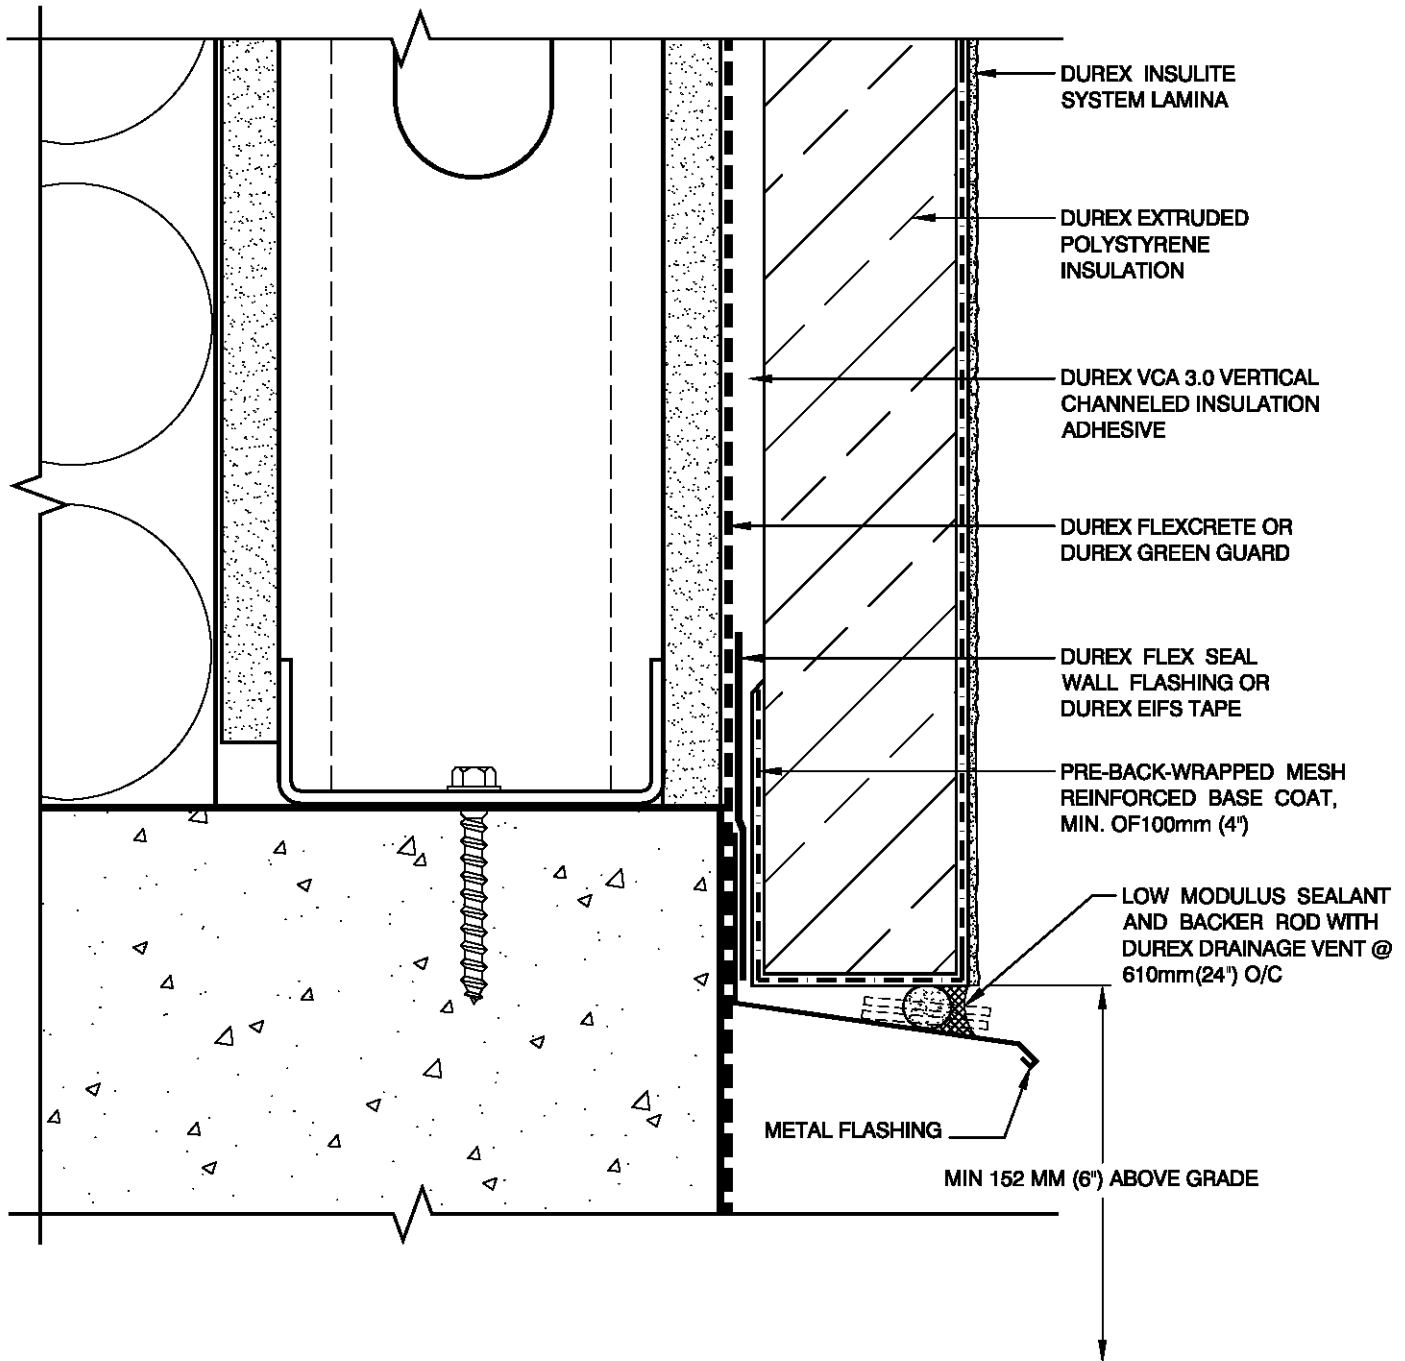 DUREX INSULITE
SYSTEM LAMINA
DUREX EXTRUDED
POLYSTYRENE
INSULATION
DUREX VCA 3.0 VERTICAL
CHANNELED INSULATION
ADHESIVE
DUREX FLEXCRETE OR
DUREX GREEN GUARD
DUREX FLEX SEAL
WALL FLASHING OR
DUREX EIFS TAPE
PRE-BACK-WRAPPED MESH
REINFORCED BASE COAT,
MIN. OF100mm (4")
LOW MODULUS SEALANT
AND BACKER ROD WITH
DUREX DRAINAGE VENT @
610mm(24") O/C
METAL FLASHING
MIN 152 MM (6") ABOVE GRADE